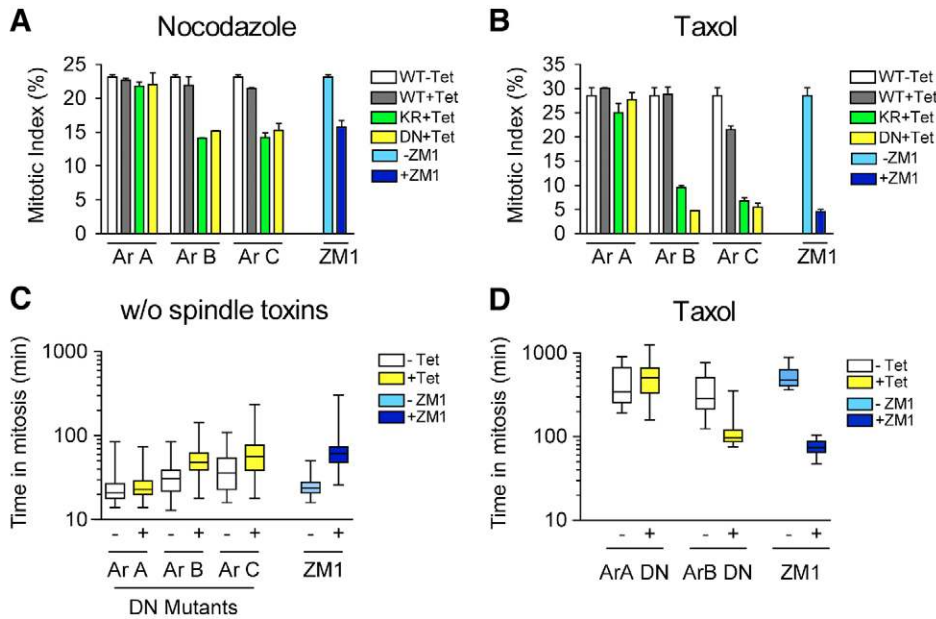 A
Nocodazole
Mitotic Index (%)
25
20
15
10
5
0
Ar A
Ar B
Ar C
ZM1
WT-Tet
WT+Tet
KR+Tet
DN+Tet
-ZM1
+ZM1
B
Taxol
Mitotic Index (%)
35
30
25
20
15
10
5
0
Ar A
Ar B
Ar C
ZM1
WT-Tet
WT+Tet
KR+Tet
DN+Tet
-ZM1
+ZM1
C
w/o spindle toxins
Time in mitosis (min)
1000
100
10
- + - + - + - +
Ar A
Ar B
Ar C
ZM1
DN Mutants
- Tet
+Tet
- ZM1
+ZM1
D
Taxol
Time in mitosis (min)
1000
100
10
- + - + - +
ArA DN
ArB DN
ZM1
- Tet
+Tet
- ZM1
+ZM1